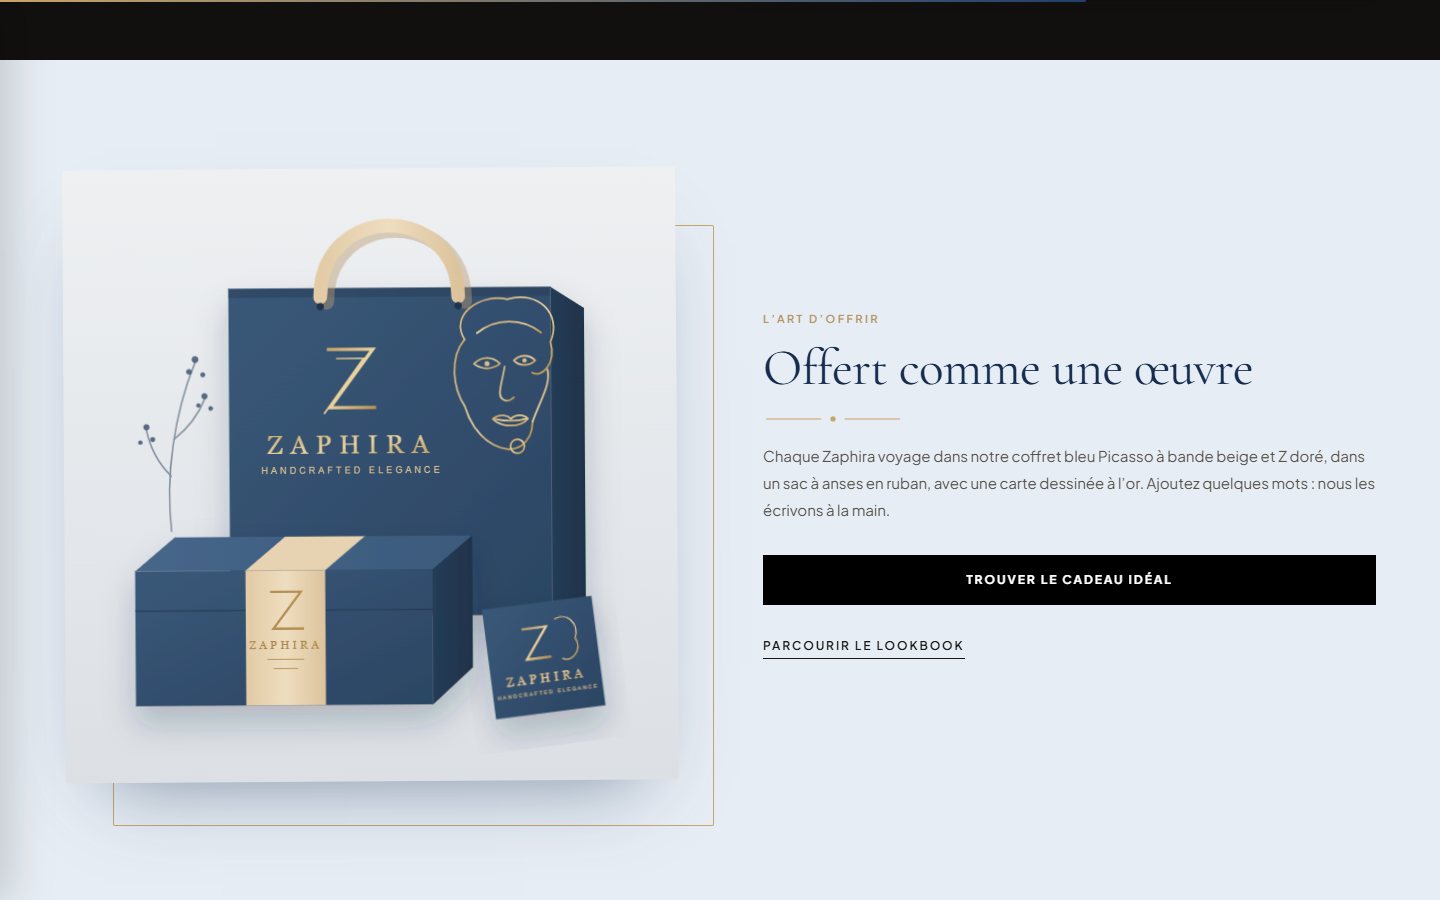 ZAPHIRA
HANDCRAFTED ELEGANCE
Z
ZAPHIRA
Z
ZAPHIRA
HANDCRAFTED ELEGANCE
L’ART D’OFFRIR
Offert comme une œuvre
Chaque Zaphira voyage dans notre coffret bleu Picasso à bande beige et Z doré, dans
un sac à anses en ruban, avec une carte dessinée à l’or. Ajoutez quelques mots : nous les
écrivons à la main.
TROUVER LE CADEAU IDÉAL
PARCOURIR LE LOOKBOOK